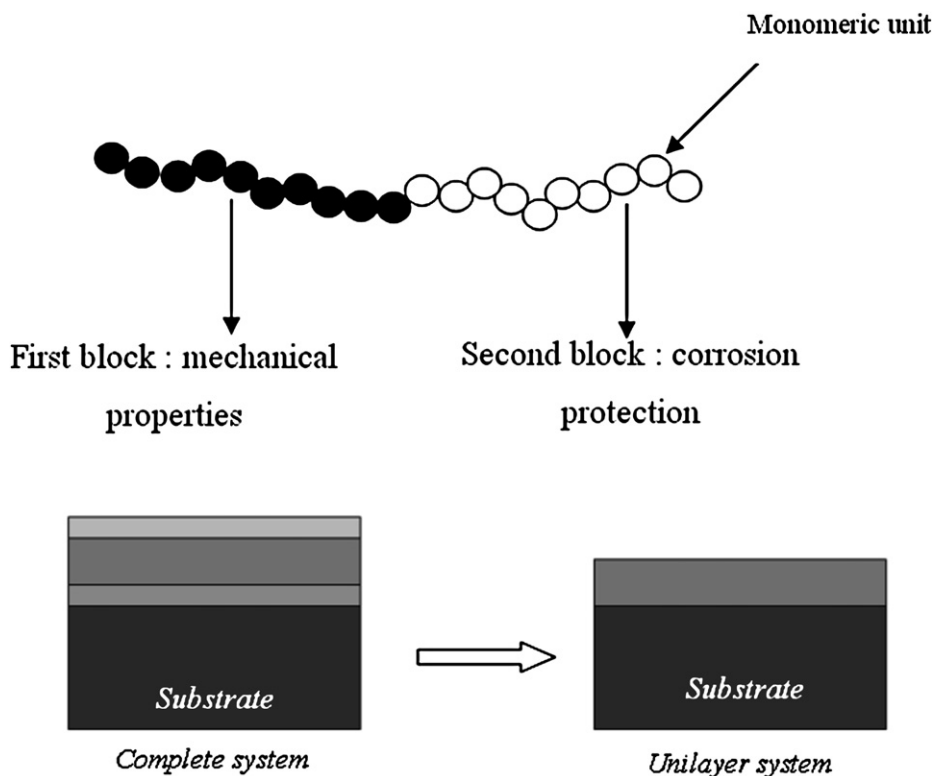 Monomeric unit
First block : mechanical
properties
Second block : corrosion
protection
Substrate
Complete system
Substrate
Unilayer system